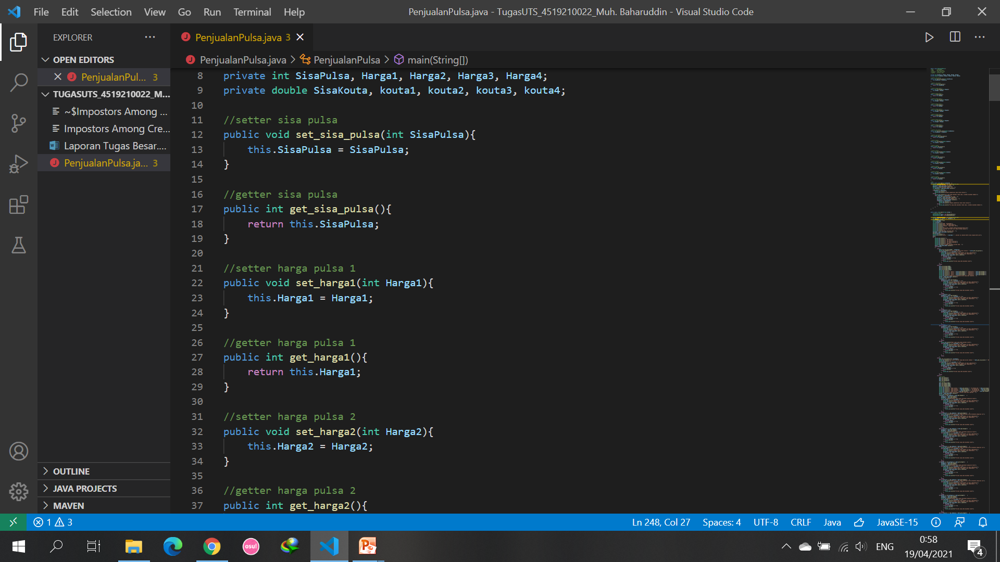 File Edit Selection View Go Run Terminal Help
PenjualanPulsa.java - TugasUTS_4519210022_Muh. Baharuddin - Visual Studio Code
EXPLORER
OPEN EDITORS
PenjualanPul... 3
TUGASUTS_4519210022_M...
~$Impostors Among ...
Impostors Among Cre...
Laporan Tugas Besar....
PenjualanPulsa.ja... 3
OUTLINE
JAVA PROJECTS
MAVEN
PenjualanPulsa.java 3
PenjualanPulsa.java > PenjualanPulsa > main(String[])
8 private int SisaPulsa, Harga1, Harga2, Harga3, Harga4;
9 private double SisaKouta, kouta1, kouta2, kouta3, kouta4;
10
11 //setter sisa pulsa
12 public void set_sisa_pulsa(int SisaPulsa){
13 this.SisaPulsa = SisaPulsa;
14 }
15
16 //getter sisa pulsa
17 public int get_sisa_pulsa(){
18 return this.SisaPulsa;
19 }
20
21 //setter harga pulsa 1
22 public void set_harga1(int Harga1){
23 this.Harga1 = Harga1;
24 }
25
26 //getter harga pulsa 1
27 public int get_harga1(){
28 return this.Harga1;
29 }
30
31 //setter harga pulsa 2
32 public void set_harga2(int Harga2){
33 this.Harga2 = Harga2;
34 }
35
36 //getter harga pulsa 2
37 public int get_harga2(){
1 3
Ln 248, Col 27 Spaces: 4 UTF-8 CRLF Java JavaSE-15
osu!
ENG
0:58
19/04/2021
4